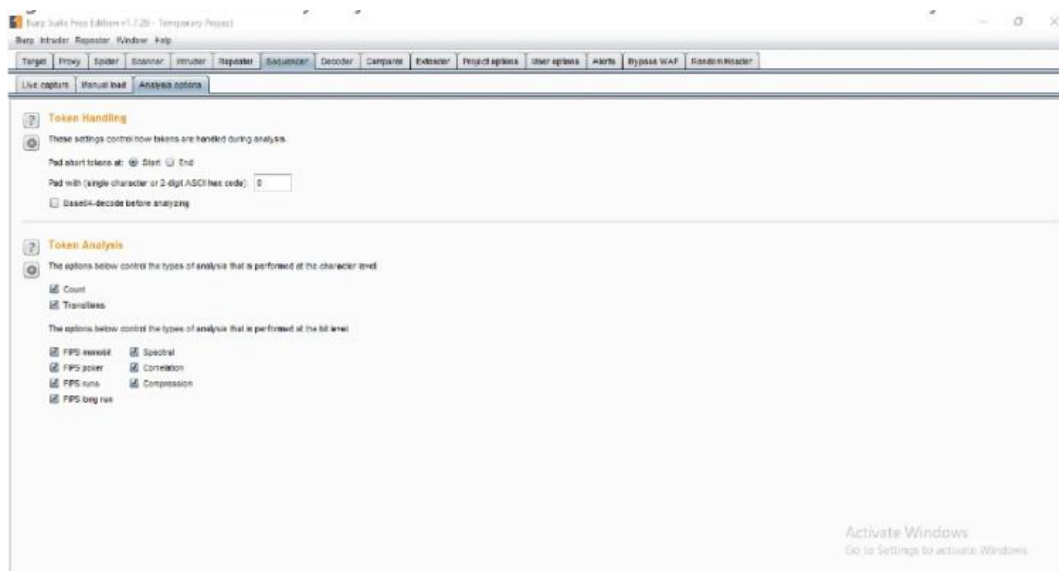 Burp Suite Free Edition v1.7.26 - Temporary Project
Burp Intruder Repeater Window Help
Target Proxy Spider Scanner Intruder Repeater Sequencer Decoder Comparer Extender Project options User options Alerts Bypass WAF Random Header
Live capture Manual load Analysis options
Token Handling
These settings control how tokens are handled during analysis.
Pad short tokens at: Start End
Pad with (single character or 2-digit ASCII hex code): 0
Base64-decode before analyzing
Token Analysis
The options below control the types of analysis that is performed at the character level.
Count
Transitions
The options below control the types of analysis that is performed at the bit level.
FIPS monobit Spectral
FIPS poker Correlation
FIPS runs Compression
FIPS long run
Activate Windows
Go to Settings to activate Windows.